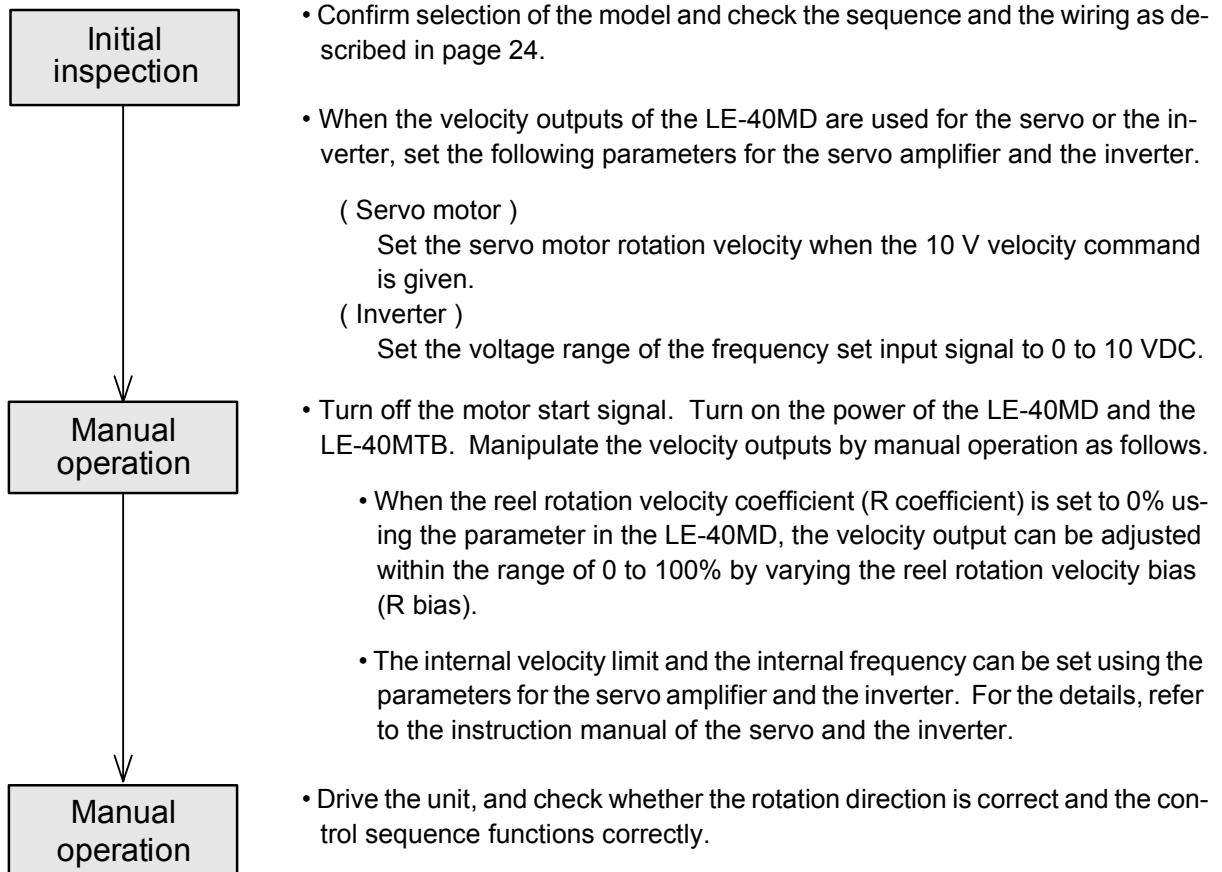 Initial
inspection
• Confirm selection of the model and check the sequence and the wiring as de-
scribed in page 24.
• When the velocity outputs of the LE-40MD are used for the servo or the in-
verter, set the following parameters for the servo amplifier and the inverter.
( Servo motor )
Set the servo motor rotation velocity when the 10 V velocity command
is given.
( Inverter )
Set the voltage range of the frequency set input signal to 0 to 10 VDC.
Manual
operation
• Turn off the motor start signal. Turn on the power of the LE-40MD and the
LE-40MTB. Manipulate the velocity outputs by manual operation as follows.
• When the reel rotation velocity coefficient (R coefficient) is set to 0% us-
ing the parameter in the LE-40MD, the velocity output can be adjusted
within the range of 0 to 100% by varying the reel rotation velocity bias
(R bias).
• The internal velocity limit and the internal frequency can be set using the
parameters for the servo amplifier and the inverter. For the details, refer
to the instruction manual of the servo and the inverter.
Manual
operation
• Drive the unit, and check whether the rotation direction is correct and the con-
trol sequence functions correctly.